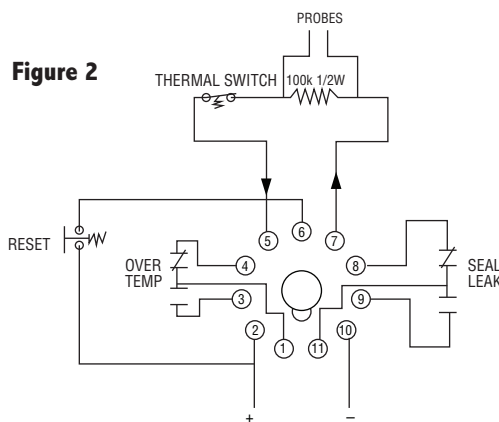 PROBES
Figure 2
THERMAL SWITCH 100k 1/2W
5 6 7
RESET
OVER
TEMP
4 8
SEAL
LEAK
3 9
2 1 11 10
+ –